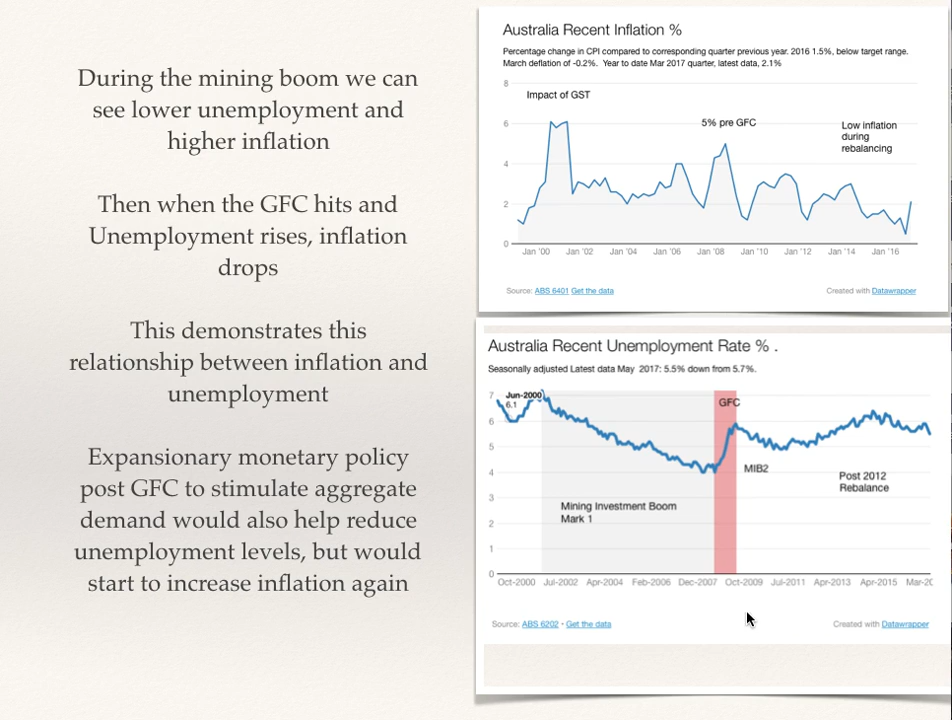 During the mining boom we can
see lower unemployment and
higher inflation
Then when the GFC hits and
Unemployment rises, inflation
drops
This demonstrates this
relationship between inflation and
unemployment
Expansionary monetary policy
post GFC to stimulate aggregate
demand would also help reduce
unemployment levels, but would
start to increase inflation again
Australia Recent Inflation %
Percentage change in CPI compared to corresponding quarter previous year. 2016 1.5%, below target range.
March deflation of -0.2%. Year to date Mar 2017 quarter, latest data, 2.1%
8
Impact of GST
6
5% pre GFC
Low inflation
during
rebalancing
4
2
0
Jan '00 Jan '02 Jan '04 Jan '06 Jan '08 Jan '10 Jan '12 Jan '14 Jan '16
Source: ABS 6401 Get the data
Created with Datawrapper
Australia Recent Unemployment Rate % .
Seasonally adjusted Latest data May 2017: 5.5% down from 5.7%.
7
Jun-2000
6.1
GFC
6
5
4
MIB2
Post 2012
Rebalance
3
Mining Investment Boom
Mark 1
2
1
0
Oct-2000 Jul-2002 Apr-2004 Feb-2006 Dec-2007 Oct-2009 Jul-2011 Apr-2013 Apr-2015 Mar-20
Source: ABS 6202 • Get the data
Created with Datawrapper